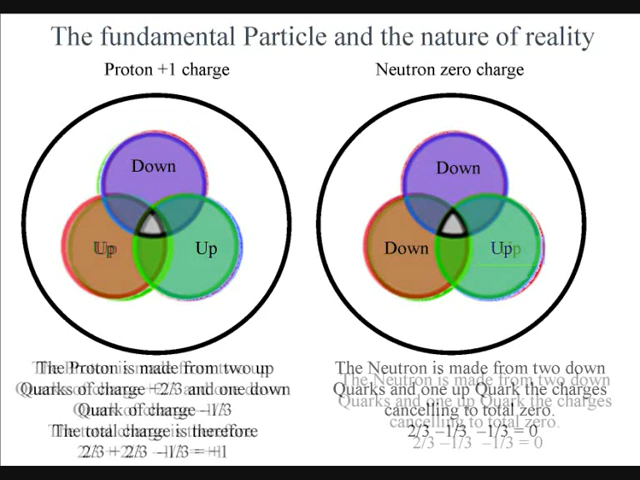 The fundamental Particle and the nature of reality
Proton +1 charge
Neutron zero charge
Down
Up
Up
Down
Down
Up
The Proton is made from two up
Quarks of charge +2/3 and one down
Quark of charge –1/3
The total charge is therefore
2/3 + 2/3 –1/3 = +1
The Neutron is made from two down
Quarks and one up Quark the charges
cancelling to total zero.
2/3 –1/3 –1/3 = 0